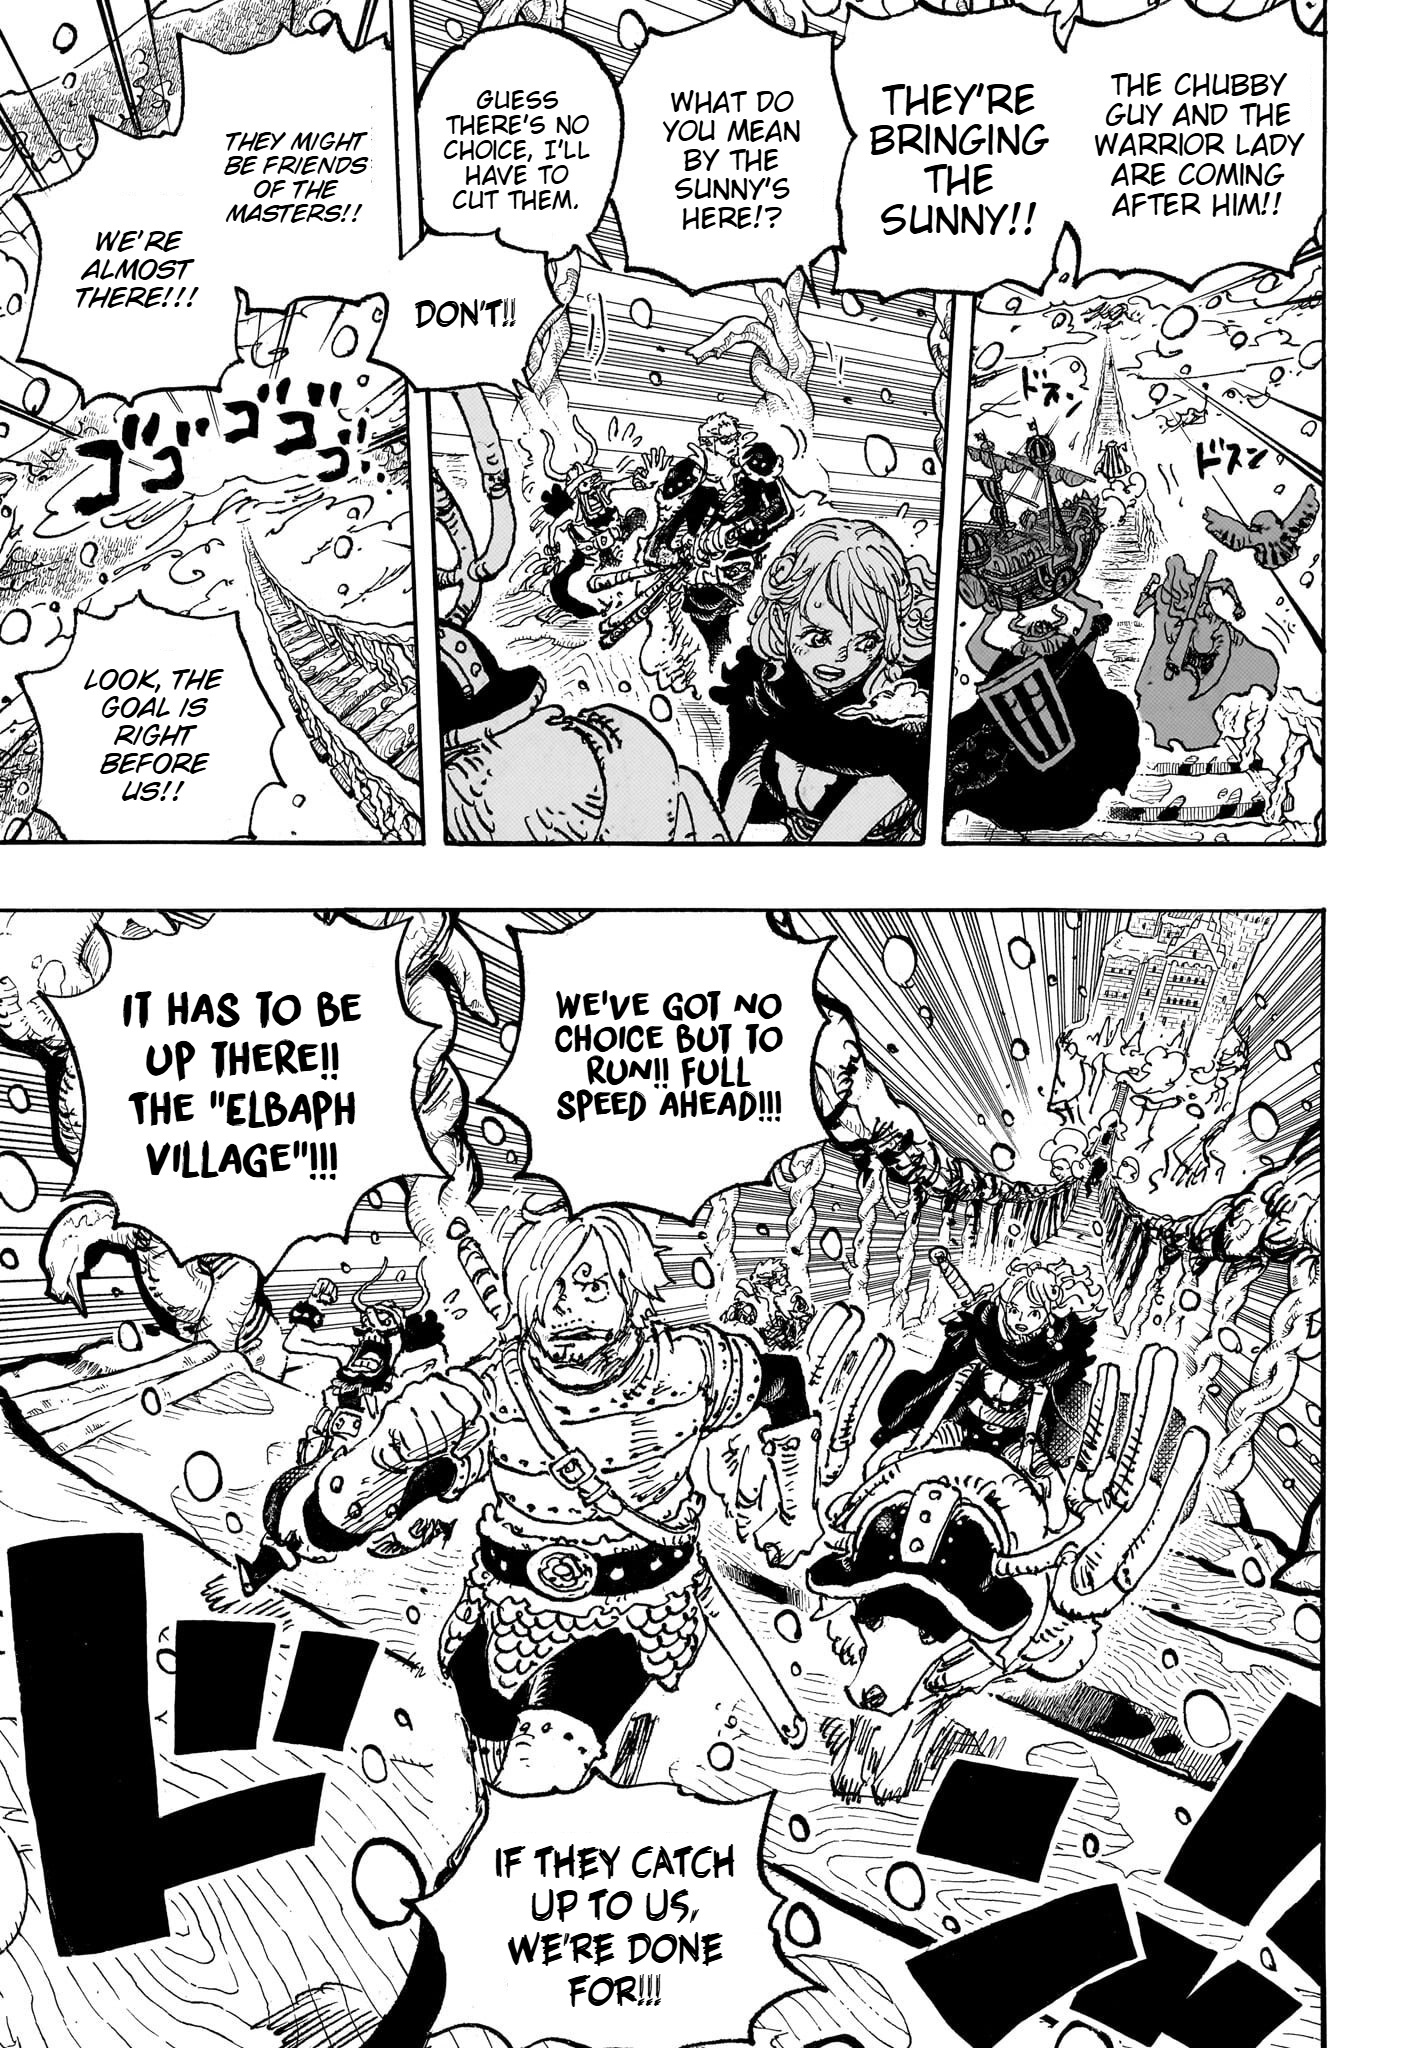 THE CHUBBY
GUY AND THE
WARRIOR LADY
ARE COMING
AFTER HIM!!
THEY'RE
BRINGING
THE
SUNNY!!
ドスン
ドスン
WHAT DO
YOU MEAN
BY THE
SUNNY'S
HERE!?
GUESS
THERE'S NO
CHOICE, I'LL
HAVE TO
CUT THEM.
DON'T!!
THEY MIGHT
BE FRIENDS
OF THE
MASTERS!!
WE'RE
ALMOST
THERE!!!
ゴゴゴゴ
LOOK, THE
GOAL IS
RIGHT
BEFORE
US!!
WE'VE GOT NO
CHOICE BUT TO
RUN!! FULL
SPEED AHEAD!!!
IT HAS TO BE
UP THERE!!
THE "ELBAPH
VILLAGE"!!!
IF THEY CATCH
UP TO US,
WE'RE DONE
FOR!!!